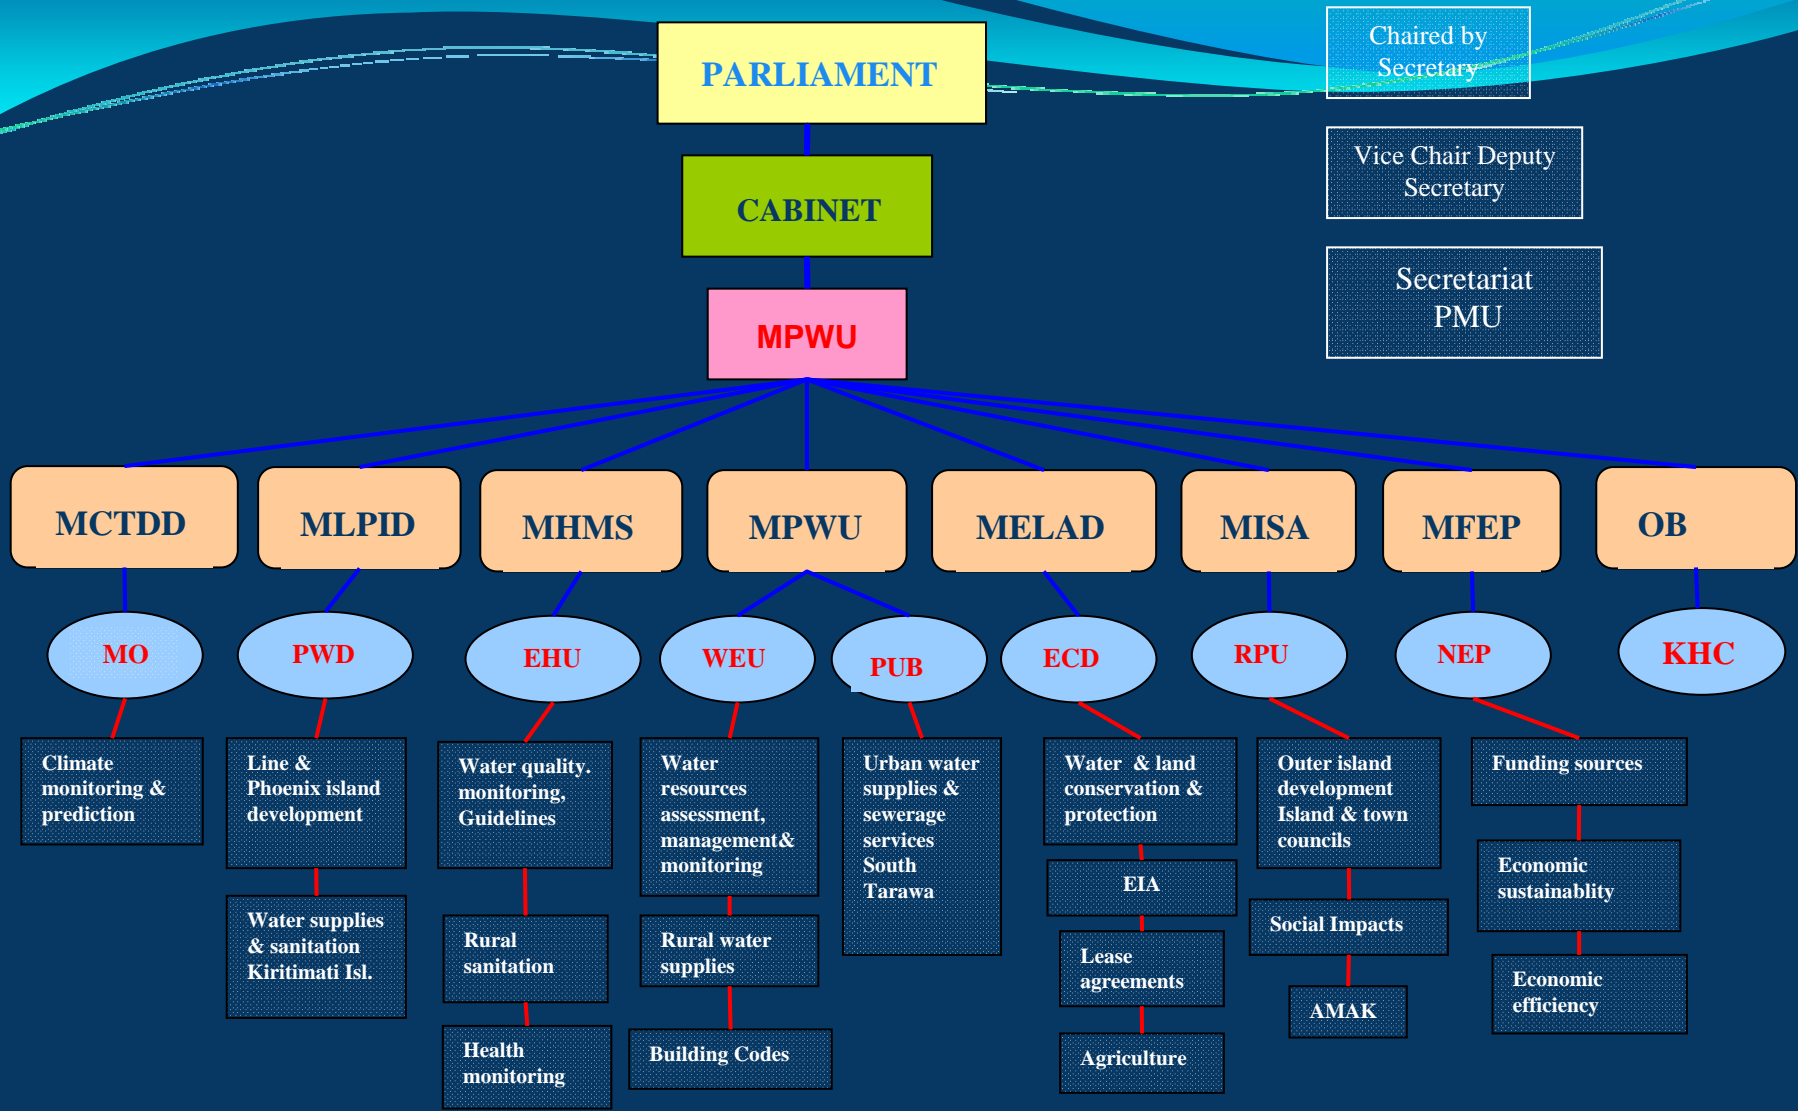 PARLIAMENT
Chaired by
Secretary
Vice Chair Deputy
Secretary
CABINET
Secretariat
PMU
MPWU
MCTDD
MLPID
MHMS
MPWU
MELAD
MISA
MFEP
OB
MO
PWD
EHU
WEU
PUB
ECD
RPU
NEP
KHC
Climate
monitoring &
prediction
Line &
Phoenix island
development
Water supplies
& sanitation
Kiritimati Isl.
Water quality.
monitoring,
Guidelines
Rural
sanitation
Health
monitoring
Water
resources
assessment,
management&
monitoring
Rural water
supplies
Building Codes
Urban water
supplies &
sewerage
services
South
Tarawa
Water & land
conservation &
protection
EIA
Lease
agreements
Agriculture
Outer island
development
Island & town
councils
Social Impacts
AMAK
Funding sources
Economic
sustainablity
Economic
efficiency